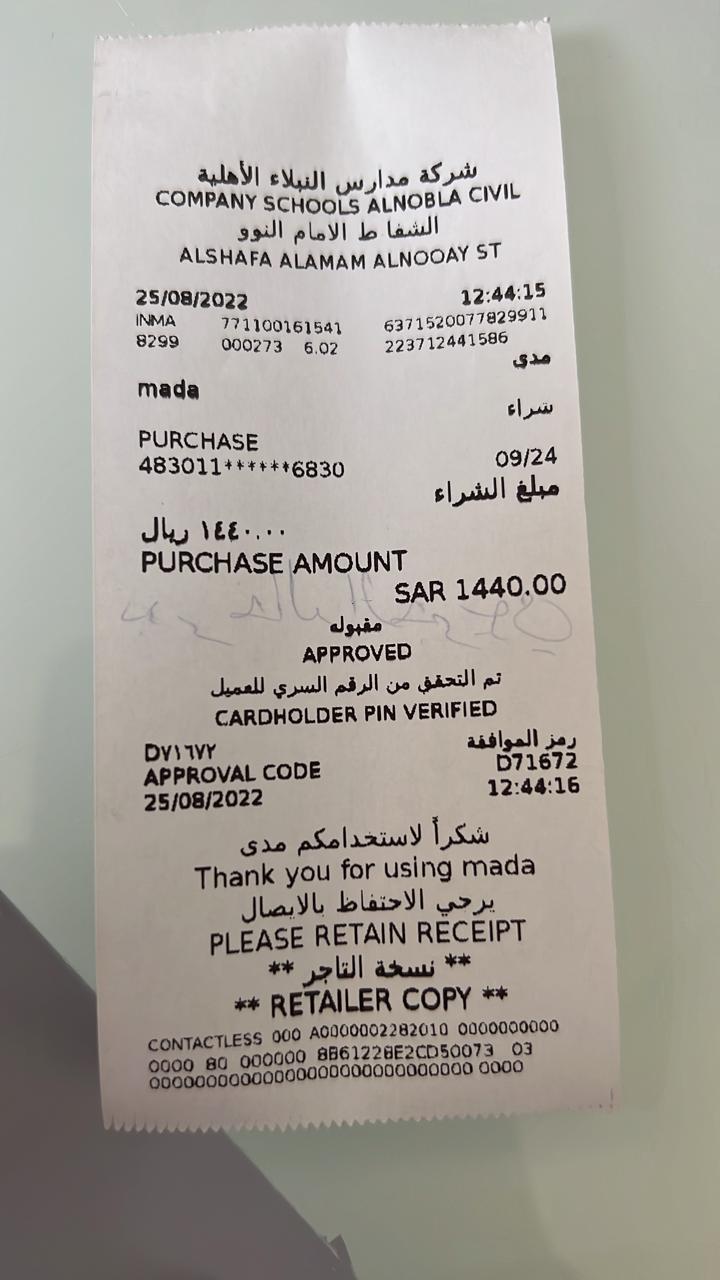 شركة مدارس النبلاء الأهلية
COMPANY SCHOOLS ALNOBLA CIVIL
الشفا ط الامام النوو
ALSHAFA ALAMAM ALNOOAY ST
25/08/2022 12:44:15
INMA 771100161541 6371520077829911
8299 000273 6.02 223712441586
مدى
mada
شراء
PURCHASE
483011******6830 09/24
مبلغ الشراء
١٤٤٠.٠٠ ريال
PURCHASE AMOUNT
SAR 1440.00
مقبوله
APPROVED
تم التحقق من الرقم السري للعميل
CARDHOLDER PIN VERIFIED
رمز الموافقة
D٧١٦٧٢
D71672
APPROVAL CODE
25/08/2022 12:44:16
شكراً لاستخدامكم مدى
Thank you for using mada
يرجي الاحتفاظ بالايصال
PLEASE RETAIN RECEIPT
** نسخة التاجر **
** RETAILER COPY **
CONTACTLESS 000 A0000002282010 0000000000
0000 80 000000 8B61228E2CD50073 03